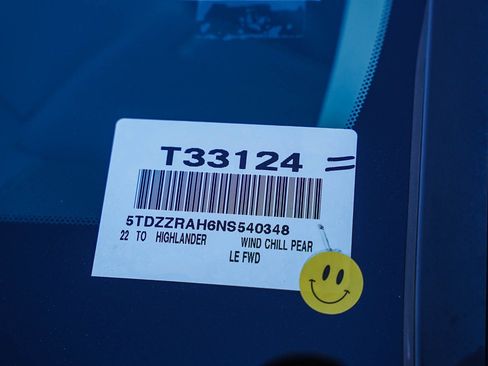 T33124 =
5TDZZRAH6NS540348
22 TO HIGHLANDER WIND CHILL PEAR
LE FWD